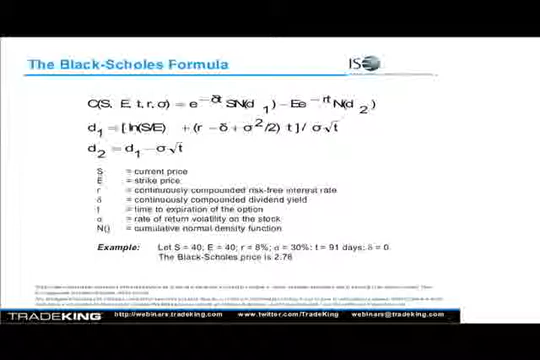 The Black-Scholes Formula
ISE
C(S, E, t, r, σ) = e^–δt SN(d1) – Ee^–rt N(d2)
d1 = [ ln(S/E) + (r – δ + σ^2/2) t ] / σ√t
d2 = d1 – σ√t
S = current price
E = strike price
r = continuously compounded risk-free interest rate
δ = continuously compounded dividend yield
t = time to expiration of the option
σ = rate of return volatility on the stock
N() = cumulative normal density function
Example: Let S = 40; E = 40; r = 8%; σ = 30%; t = 91 days; δ = 0.
The Black-Scholes price is 2.78
TRADEKING http://webinars.tradeking.com www.twitter.com/TradeKing webinars@tradeking.com